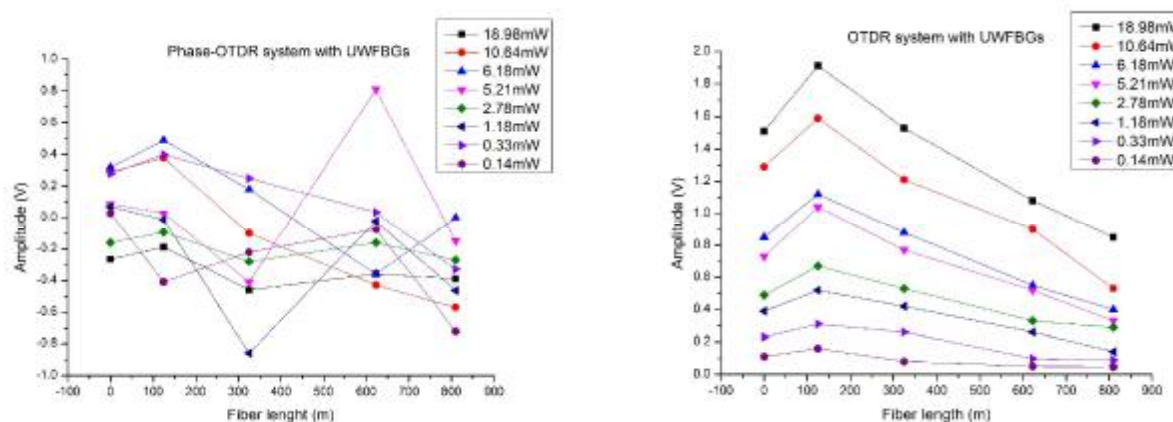 Phase-OTDR system with UWFBGs
18.98mW
10.64mW
6.18mW
5.21mW
2.78mW
1.18mW
0.33mW
0.14mW
1.0
0.8
0.6
0.4
0.2
0.0
-0.2
-0.4
-0.6
-0.8
-1.0
Amplitude (V)
-100 0 100 200 300 400 500 600 700 800 900
Fiber lenght (m)
OTDR system with UWFBGs
18.98mW
10.64mW
6.18mW
5.21mW
2.78mW
1.18mW
0.33mW
0.14mW
2.0
1.8
1.6
1.4
1.2
1.0
0.8
0.6
0.4
0.2
0.0
Amplitude (V)
-100 0 100 200 300 400 500 600 700 800 900
Fiber length (m)